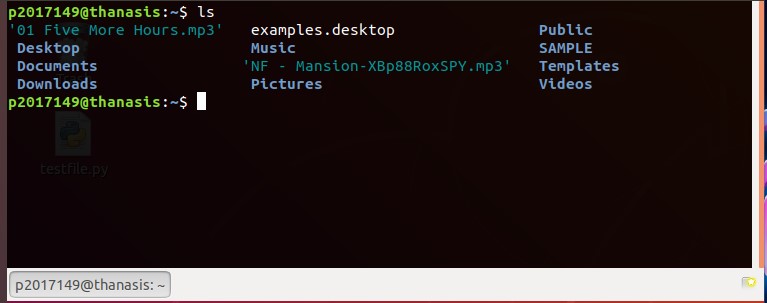 p2017149@thanasis:~$ ls
'01 Five More Hours.mp3' examples.desktop Public
Desktop Music SAMPLE
Documents 'NF - Mansion-XBp88RoxSPY.mp3' Templates
Downloads Pictures Videos
p2017149@thanasis:~$
testfile.py
p2017149@thanasis: ~